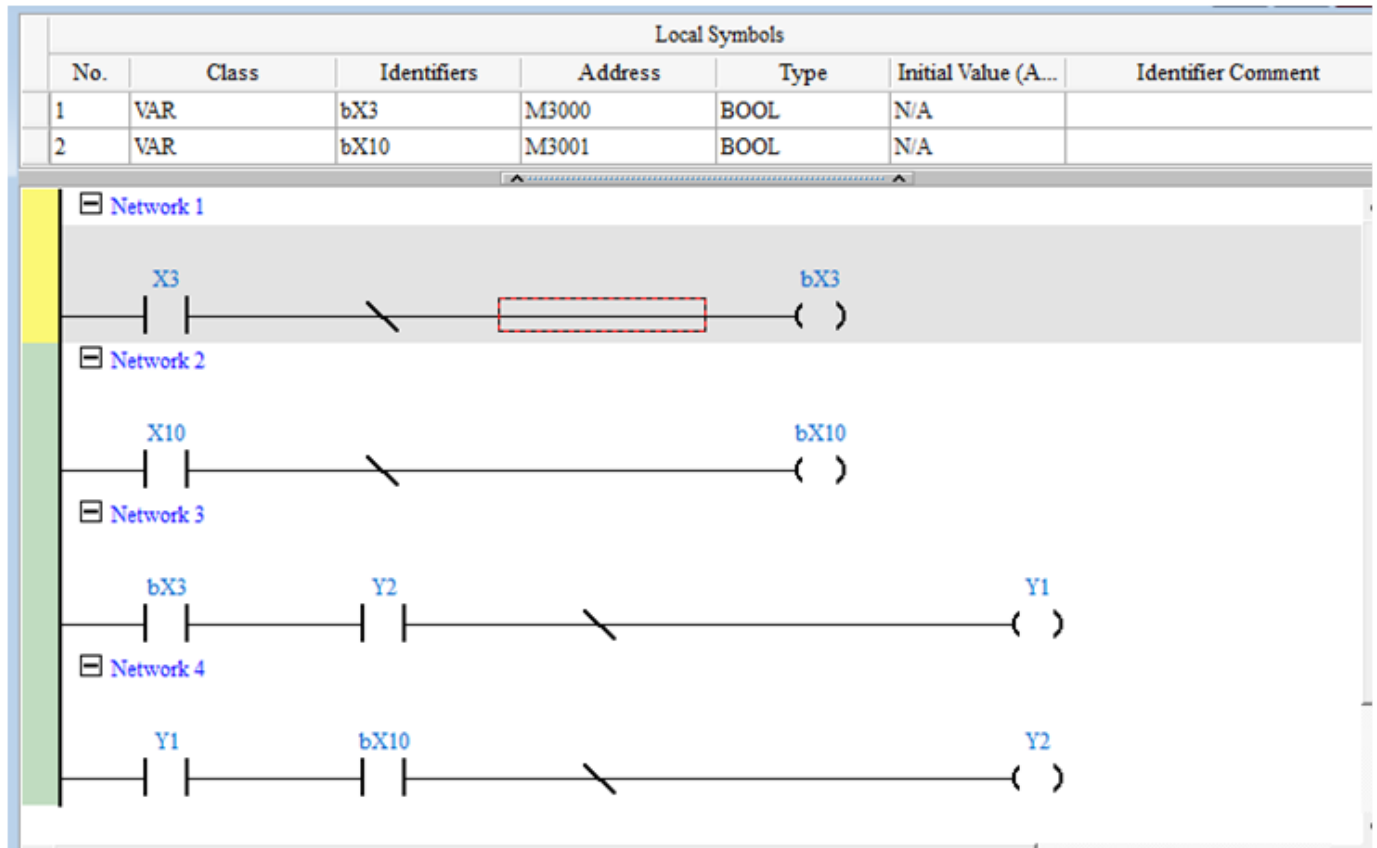 Local Symbols
No. Class Identifiers Address Type Initial Value (A... Identifier Comment
1 VAR bX3 M3000 BOOL N/A
2 VAR bX10 M3001 BOOL N/A
Network 1
X3 bX3
Network 2
X10 bX10
Network 3
bX3 Y2 Y1
Network 4
Y1 bX10 Y2